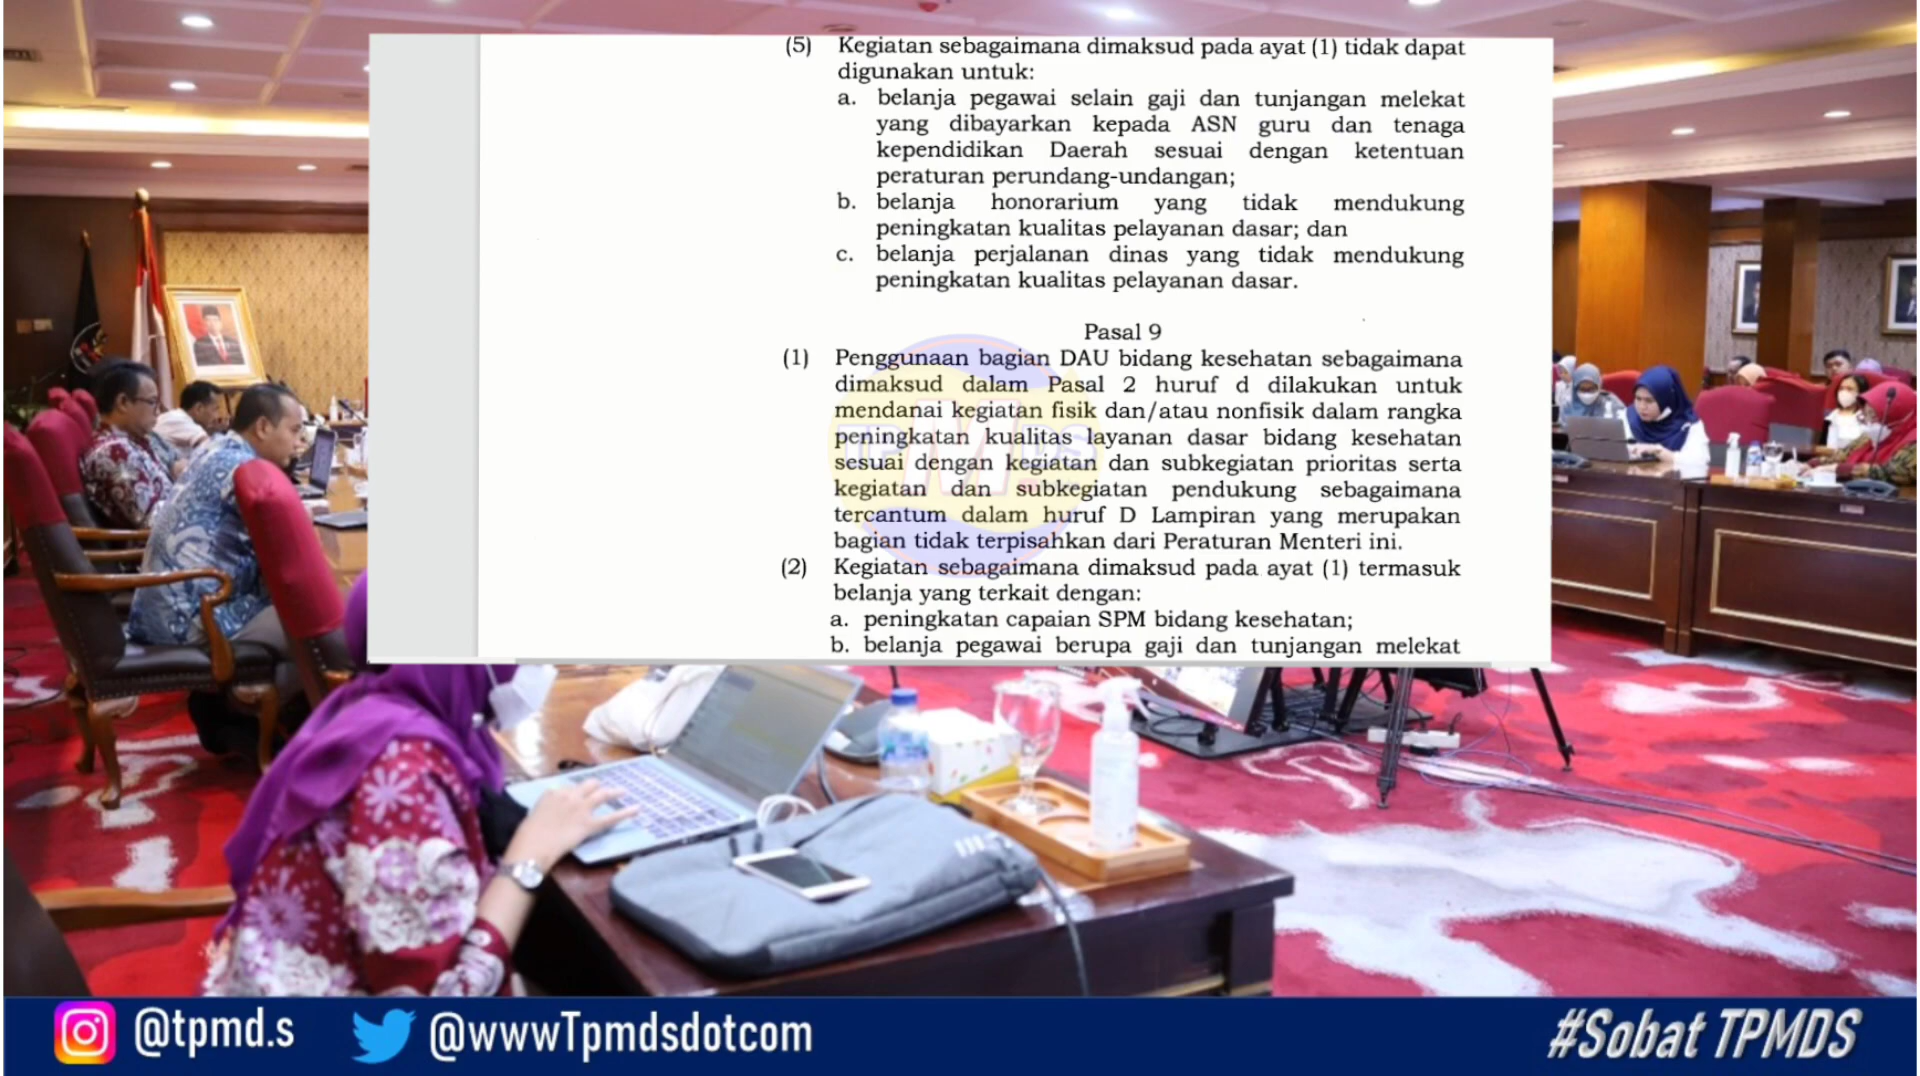 (5) Kegiatan sebagaimana dimaksud pada ayat (1) tidak dapat
digunakan untuk:
a. belanja pegawai selain gaji dan tunjangan melekat
yang dibayarkan kepada ASN guru dan tenaga
kependidikan Daerah sesuai dengan ketentuan
peraturan perundang-undangan;
b. belanja honorarium yang tidak mendukung
peningkatan kualitas pelayanan dasar; dan
c. belanja perjalanan dinas yang tidak mendukung
peningkatan kualitas pelayanan dasar.
Pasal 9
(1) Penggunaan bagian DAU bidang kesehatan sebagaimana
dimaksud dalam Pasal 2 huruf d dilakukan untuk
mendanai kegiatan fisik dan/atau nonfisik dalam rangka
peningkatan kualitas layanan dasar bidang kesehatan
sesuai dengan kegiatan dan subkegiatan prioritas serta
kegiatan dan subkegiatan pendukung sebagaimana
tercantum dalam huruf D Lampiran yang merupakan
bagian tidak terpisahkan dari Peraturan Menteri ini.
(2) Kegiatan sebagaimana dimaksud pada ayat (1) termasuk
belanja yang terkait dengan:
a. peningkatan capaian SPM bidang kesehatan;
b. belanja pegawai berupa gaji dan tunjangan melekat
TPMDS
@tpmd.s @wwwTpmdsdotcom #Sobat TPMDS